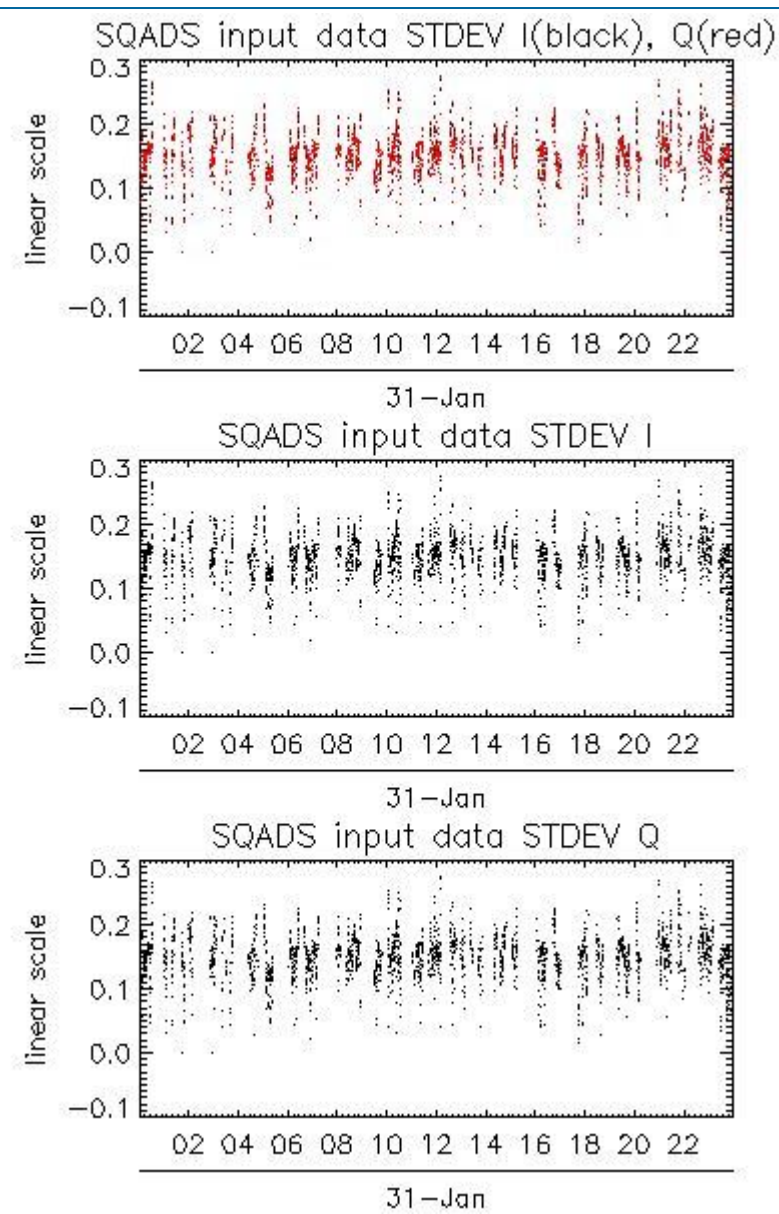 SQADS input data STDEV I(black), Q(red)
0.3
0.2
0.1
0.0
−0.1
linear scale
02 04 06 08 10 12 14 16 18 20 22
31−Jan
SQADS input data STDEV I
0.3
0.2
0.1
0.0
−0.1
linear scale
02 04 06 08 10 12 14 16 18 20 22
31−Jan
SQADS input data STDEV Q
0.3
0.2
0.1
0.0
−0.1
linear scale
02 04 06 08 10 12 14 16 18 20 22
31−Jan